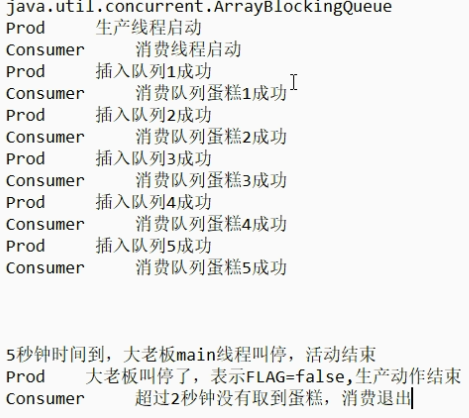 java.util.concurrent.ArrayBlockingQueue
Prod 生产线程启动
Consumer 消费线程启动
Prod 插入队列1成功
Consumer 消费队列蛋糕1成功
Prod 插入队列2成功
Consumer 消费队列蛋糕2成功
Prod 插入队列3成功
Consumer 消费队列蛋糕3成功
Prod 插入队列4成功
Consumer 消费队列蛋糕4成功
Prod 插入队列5成功
Consumer 消费队列蛋糕5成功
5秒钟时间到，大老板main线程叫停，活动结束
Prod 大老板叫停了，表示FLAG=false,生产动作结束
Consumer 超过2秒钟没有取到蛋糕，消费退出